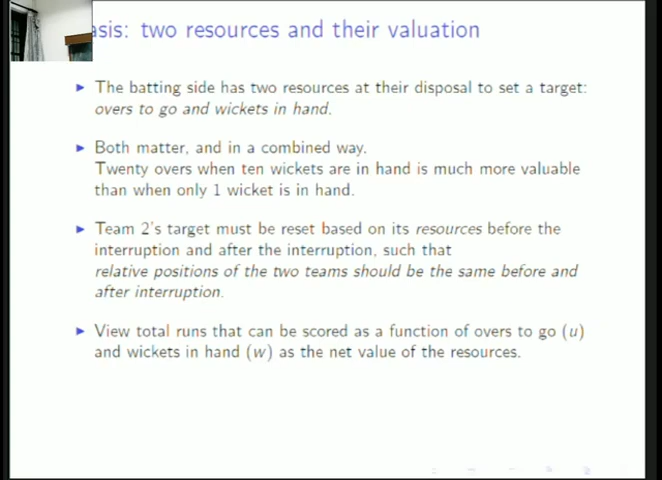 asis: two resources and their valuation
The batting side has two resources at their disposal to set a target:
overs to go and wickets in hand.
Both matter, and in a combined way.
Twenty overs when ten wickets are in hand is much more valuable
than when only 1 wicket is in hand.
Team 2's target must be reset based on its resources before the
interruption and after the interruption, such that
relative positions of the two teams should be the same before and
after interruption.
View total runs that can be scored as a function of overs to go (u)
and wickets in hand (w) as the net value of the resources.